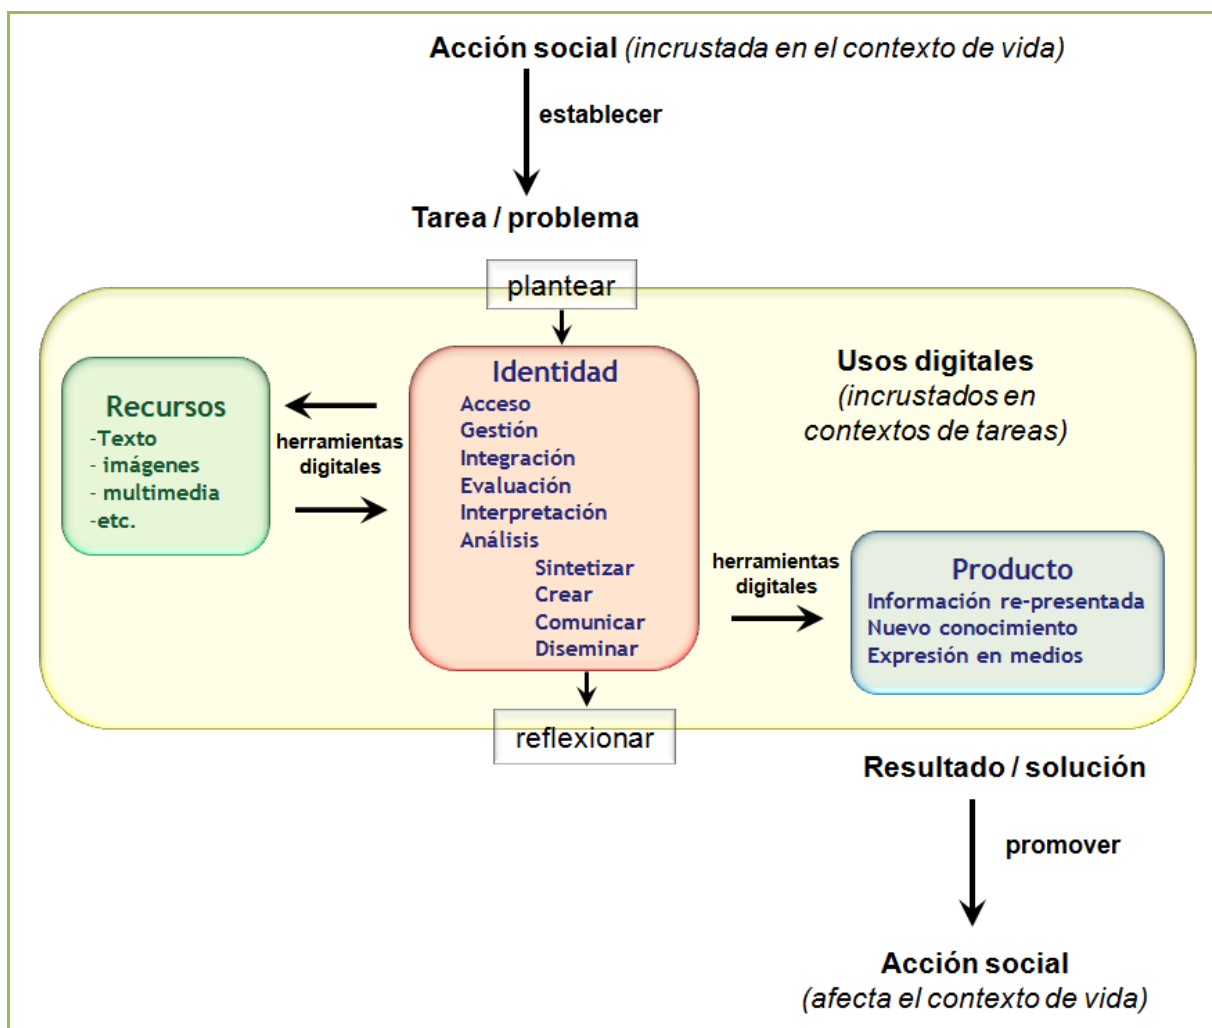 Acción social (incrustada en el contexto de vida)
establecer
Tarea / problema
plantear
Recursos
-Texto
- imágenes
- multimedia
-etc.
herramientas
digitales
Identidad
Acceso
Gestión
Integración
Evaluación
Interpretación
Análisis
Sintetizar
Crear
Comunicar
Diseminar
Usos digitales
(incrustados en
contextos de tareas)
herramientas
digitales
Producto
Información re-presentada
Nuevo conocimiento
Expresión en medios
reflexionar
Resultado / solución
promover
Acción social
(afecta el contexto de vida)